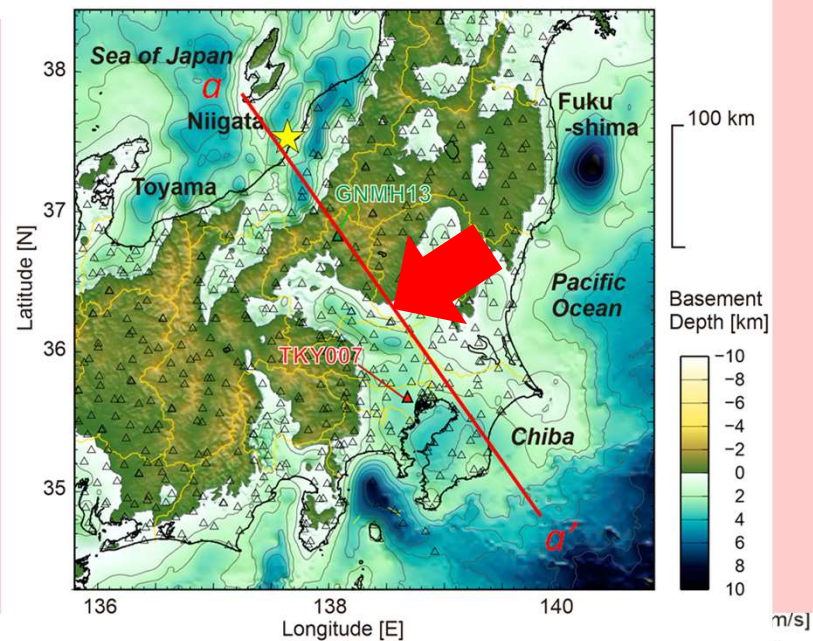 Sea of Japan
a
Niigata
Toyama
GNMH13
Fuku
-shima
Pacific
Ocean
TKY007
Chiba
a'
38
37
36
35
Latitude [N]
136
138
140
Longitude [E]
100 km
Basement
Depth [km]
−10
−8
−6
−4
−2
0
2
4
6
8
10
m/s]